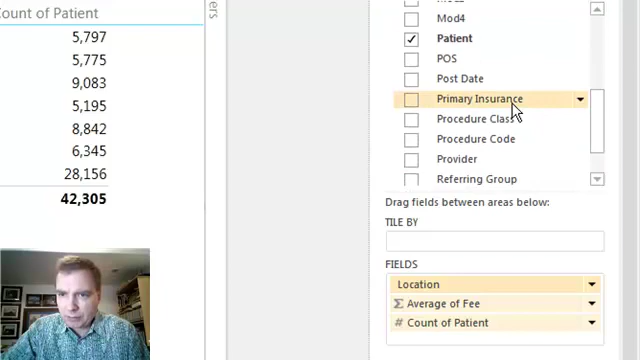 Count of Patient
5,797
5,775
9,083
5,195
8,842
6,345
28,156
42,305
ers
Mod4
Patient
POS
Post Date
Primary Insurance
Procedure Class
Procedure Code
Provider
Referring Group
Drag fields between areas below:
TILE BY
FIELDS
Location
Σ Average of Fee
# Count of Patient